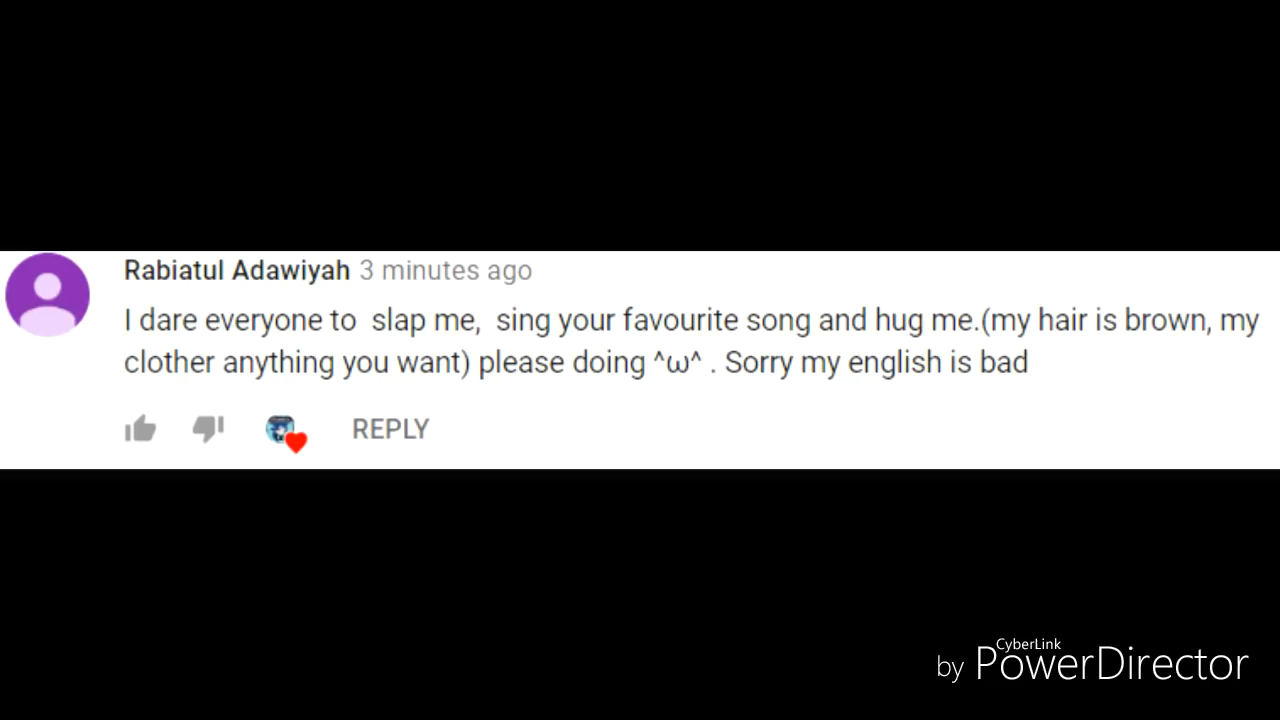 Rabiatul Adawiyah 3 minutes ago
I dare everyone to  slap me,  sing your favourite song and hug me.(my hair is brown, my
clother anything you want) please doing ^ω^ . Sorry my english is bad
REPLY
CyberLink
by PowerDirector